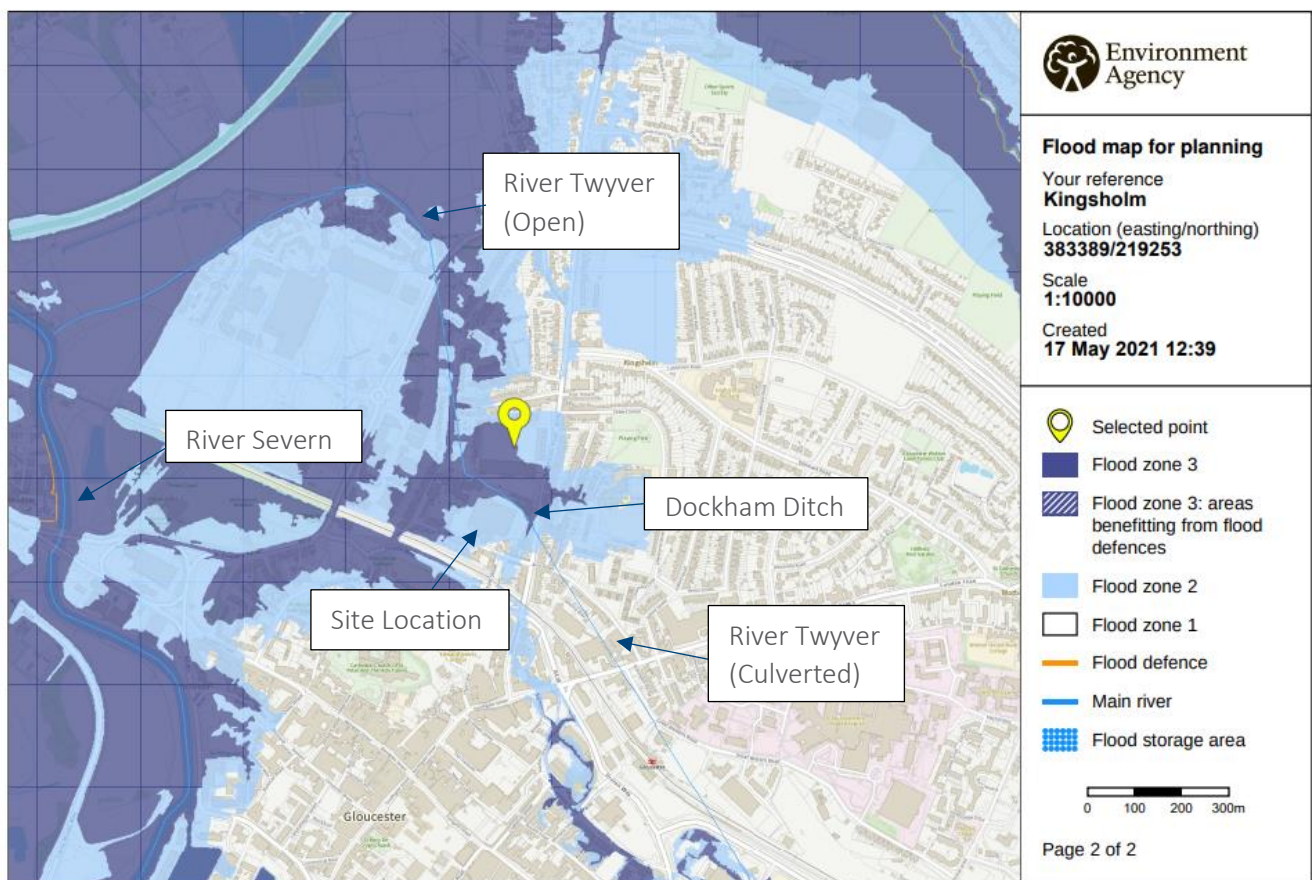 River Twyver
(Open)
River Severn
Kingsholm
Dockham Ditch
Site Location
River Twyver
(Culverted)
Gloucester
Environment
Agency
Flood map for planning
Your reference
Kingsholm
Location (easting/northing)
383389/219253
Scale
1:10000
Created
17 May 2021 12:39
Selected point
Flood zone 3
Flood zone 3: areas
benefitting from flood
defences
Flood zone 2
Flood zone 1
Flood defence
Main river
Flood storage area
0 100 200 300m
Page 2 of 2